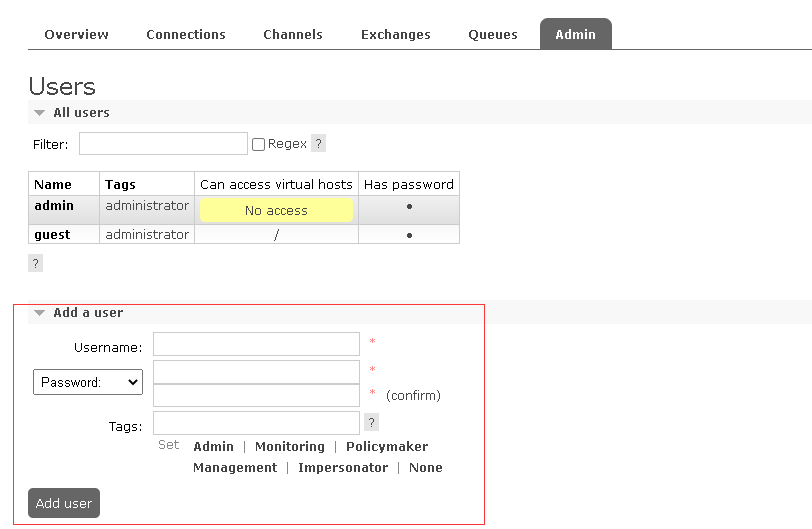 Overview Connections Channels Exchanges Queues Admin
Users
All users
Filter: Regex ?
Name Tags Can access virtual hosts Has password
admin administrator No access •
guest administrator / •
?
Add a user
Username: *
Password: *
* (confirm)
Tags: ?
Set Admin | Monitoring | Policymaker
Management | Impersonator | None
Add user